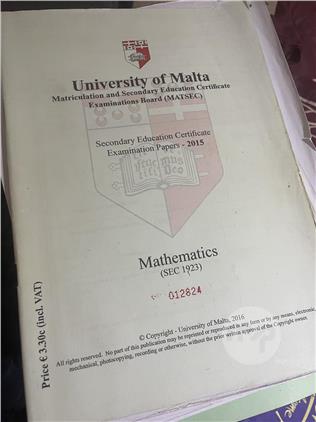 University of Malta
Matriculation and Secondary Education Certificate
Examinations Board (MATSEC)
Secondary Education Certificate
Examination Papers - 2015
Mathematics
(SEC 1923)
012824
Price € 3.30c (incl. VAT)
© Copyright - University of Malta, 2016
All rights reserved. No part of this publication may be reprinted or reproduced in any form or by any means, electronic,
mechanical, photocopying, recording or otherwise, without the prior written approval of the Copyright owner.